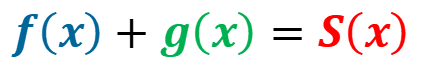 f(x) + g(x) = S(x)